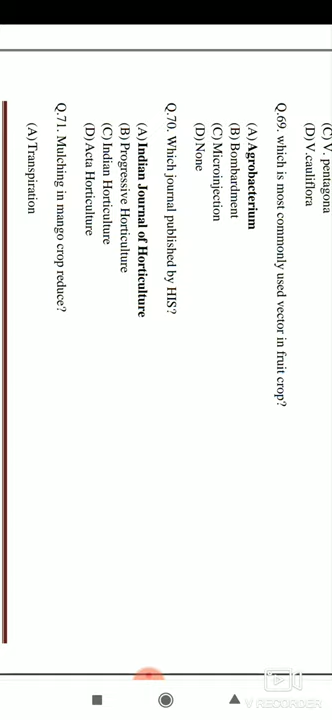 (C)V. pentagona
(D)V.cauliflora
Q.69. which is most commonly used vector in fruit crop?
(A)Agrobacterium
(B)Bombardment
(C)Microinjection
(D)None
Q.70. Which journal published by HIS?
(A)Indian Journal of Horticulture
(B)Progressive Horticulture
(C)Indian Horticulture
(D)Acta Horticulture
Q.71. Mulching in mango crop reduce?
(A)Transpiration
V RECORDER